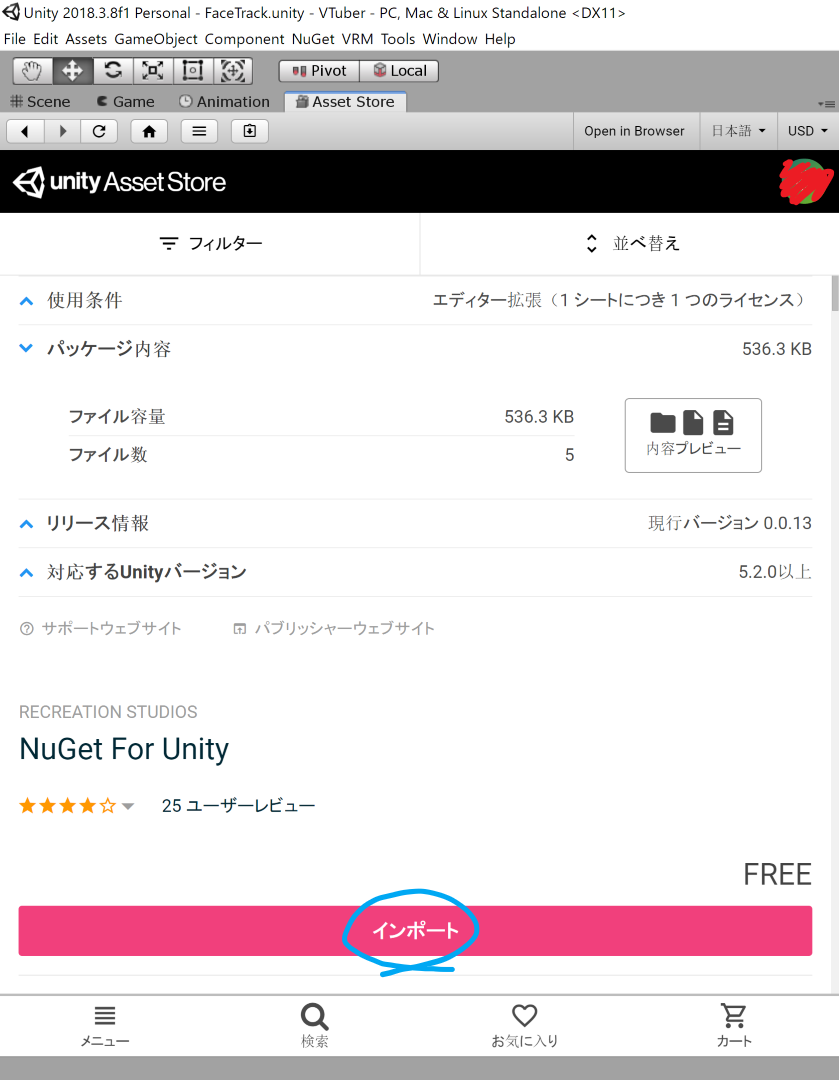 Unity 2018.3.8f1 Personal - FaceTrack.unity - VTuber - PC, Mac & Linux Standalone <DX11>
File Edit Assets GameObject Component NuGet VRM Tools Window Help
Pivot Local
Scene Game Animation Asset Store
Open in Browser 日本語 USD
unity Asset Store
フィルター 並べ替え
使用条件 エディター拡張（1 シートにつき 1 つのライセンス）
パッケージ内容 536.3 KB
ファイル容量 536.3 KB
ファイル数 5
内容プレビュー
リリース情報 現行バージョン 0.0.13
対応するUnityバージョン 5.2.0以上
サポートウェブサイト パブリッシャーウェブサイト
RECREATION STUDIOS
NuGet For Unity
25 ユーザーレビュー
FREE
インポート
メニュー 検索 お気に入り カート